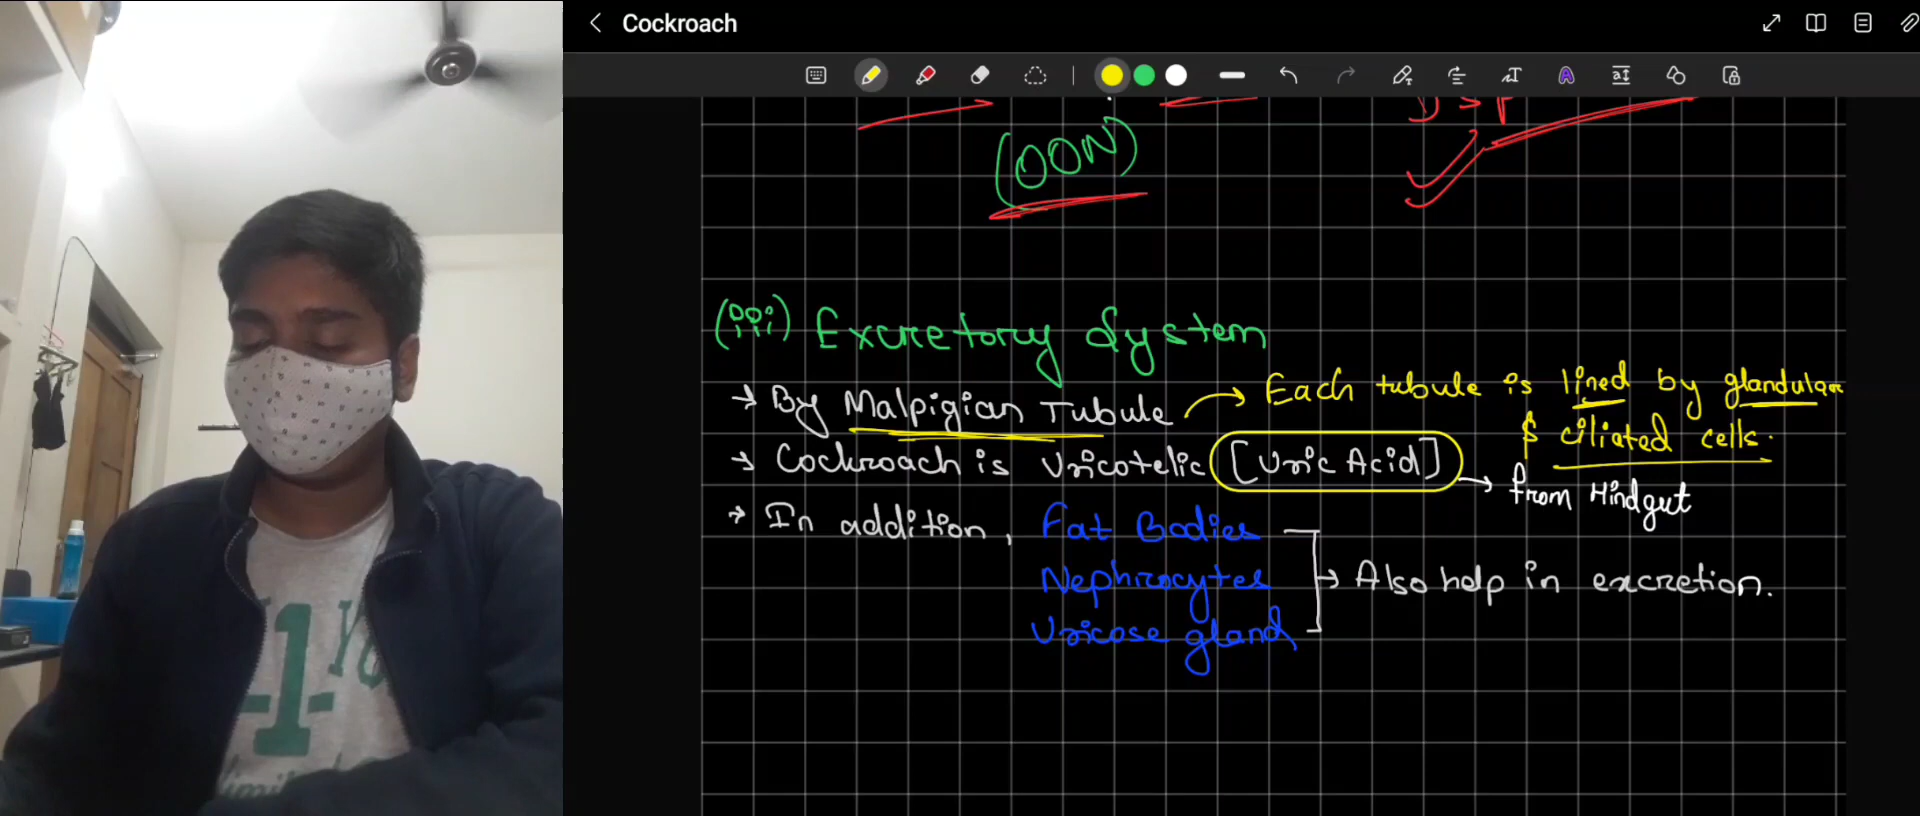 Cockroach
(OON)
(iii) Excretory System
→ By Malpigian Tubule → Each tubule is lined by glandular
$ ciliated cells.
→ Cockroach is Uricotelic [Uric Acid] → from Hindgut
→ In addition, Fat Bodies
Nephrocytes → Also help in excretion.
Uricose gland
-1-